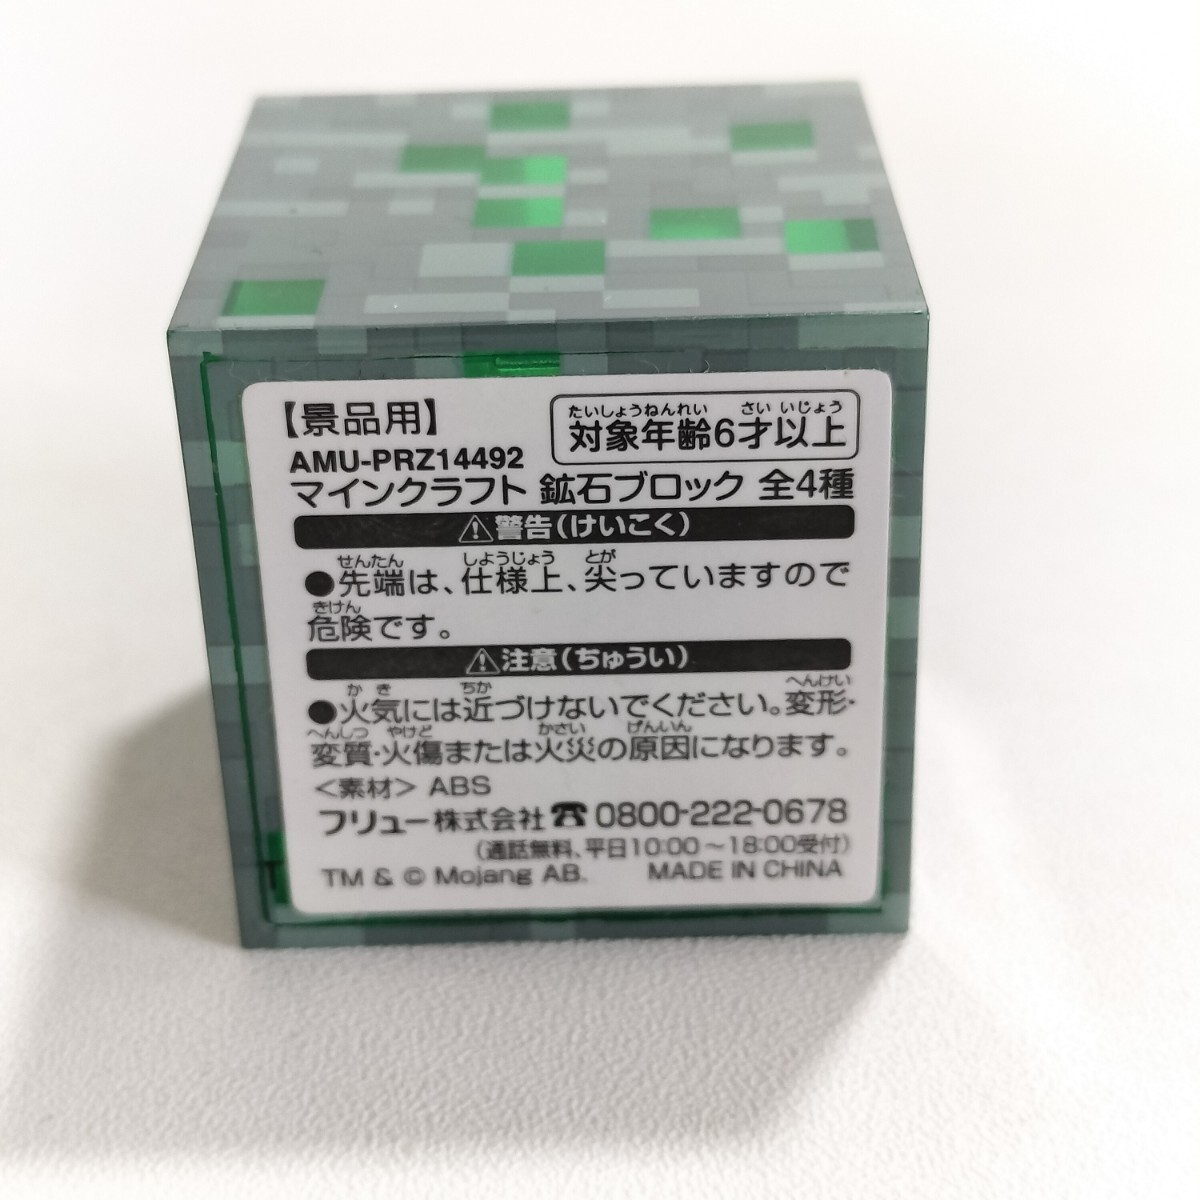 【景品用】
たいしょうねんれい さい いじょう
対象年齢6才以上
AMU-PRZ14492
マインクラフト 鉱石ブロック 全4種
⚠警告(けいこく)
せんたん しようじょう とが
●先端は、仕様上、尖っていますので
きけん
危険です。
⚠注意(ちゅうい)
かき ちか へんけい
●火気には近づけないでください。変形・
へんしつ やけど かさい げんいん
変質・火傷または火災の原因になります。
<素材> ABS
フリュー株式会社☎0800-222-0678
(通話無料、平日10:00～18:00受付)
TM & © Mojang AB. MADE IN CHINA